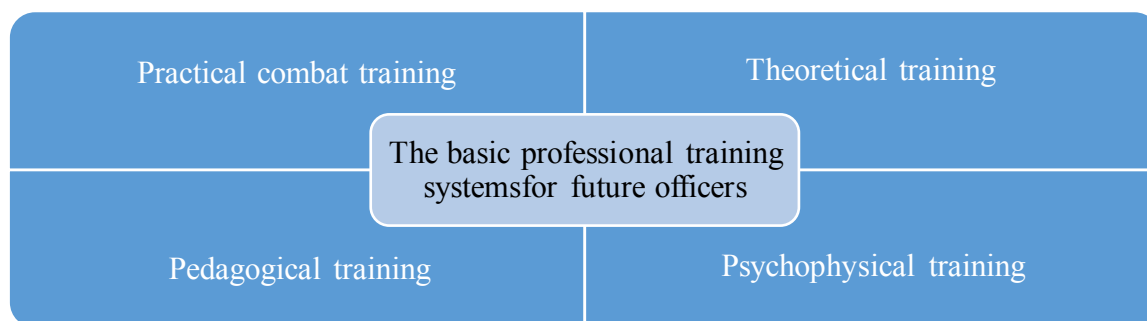 Practical combat training
Theoretical training
The basic professional training
systemsfor future officers
Pedagogical training
Psychophysical training